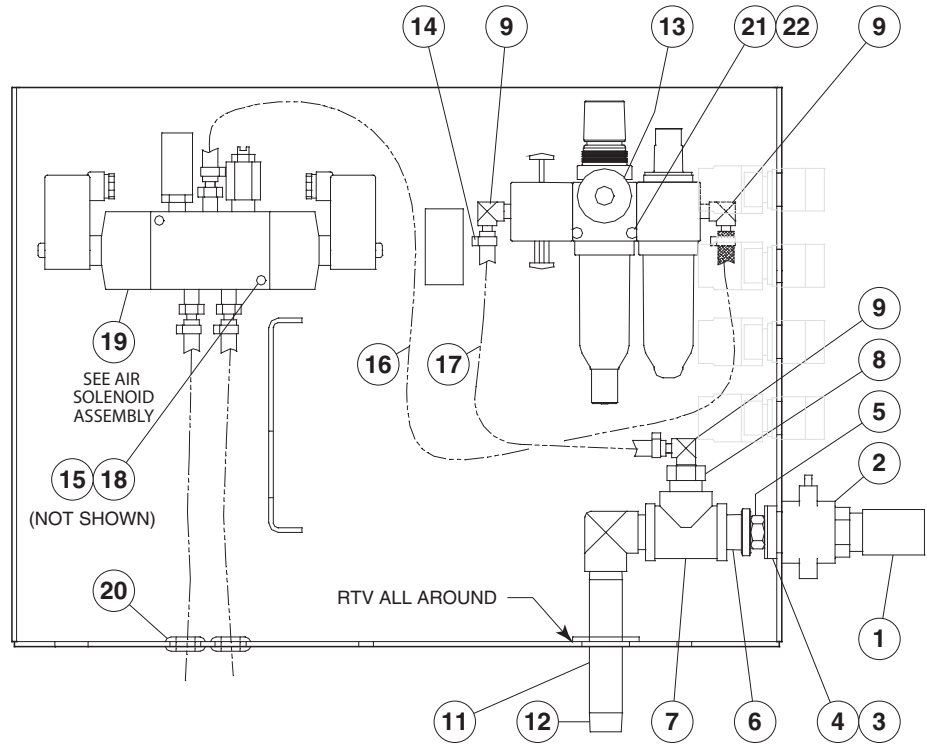 14 9 13 21 22 9
9
8
19
SEE AIR
SOLENOID
ASSEMBLY
16 17
5
2
15 18
(NOT SHOWN)
20
RTV ALL AROUND
1
11 12 7 6 4 3